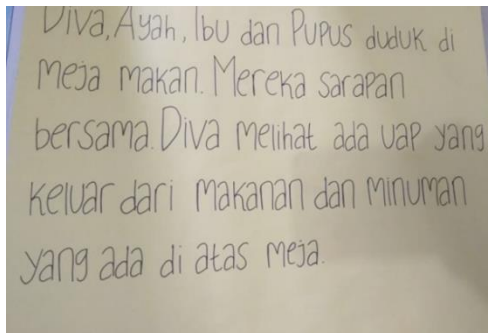 Diva, Ayah, Ibu dan Pupus duduk di
meja makan. Mereka sarapan
bersama. Diva melihat ada uap yang
keluar dari makanan dan minuman
yang ada di atas meja.